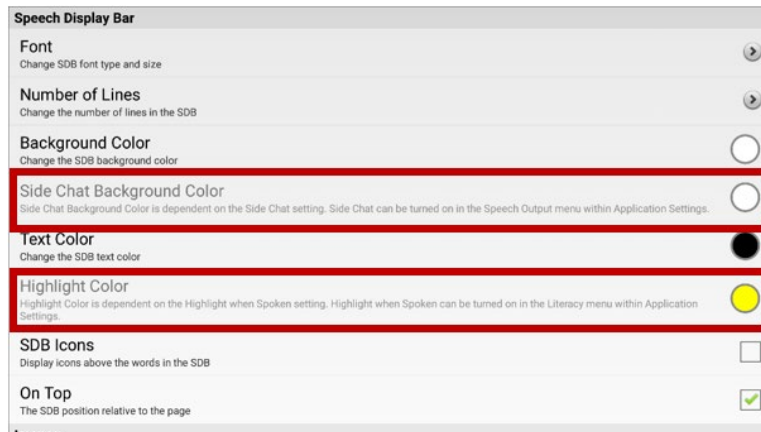 Speech Display Bar
Font
Change SDB font type and size
Number of Lines
Change the number of lines in the SDB
Background Color
Change the SDB background color
Side Chat Background Color
Side Chat Background Color is dependent on the Side Chat setting. Side Chat can be turned on in the Speech Output menu within Application Settings.
Text Color
Change the SDB text color
Highlight Color
Highlight Color is dependent on the Highlight when Spoken setting. Highlight when Spoken can be turned on in the Literacy menu within Application
Settings.
SDB Icons
Display icons above the words in the SDB
On Top
The SDB position relative to the page